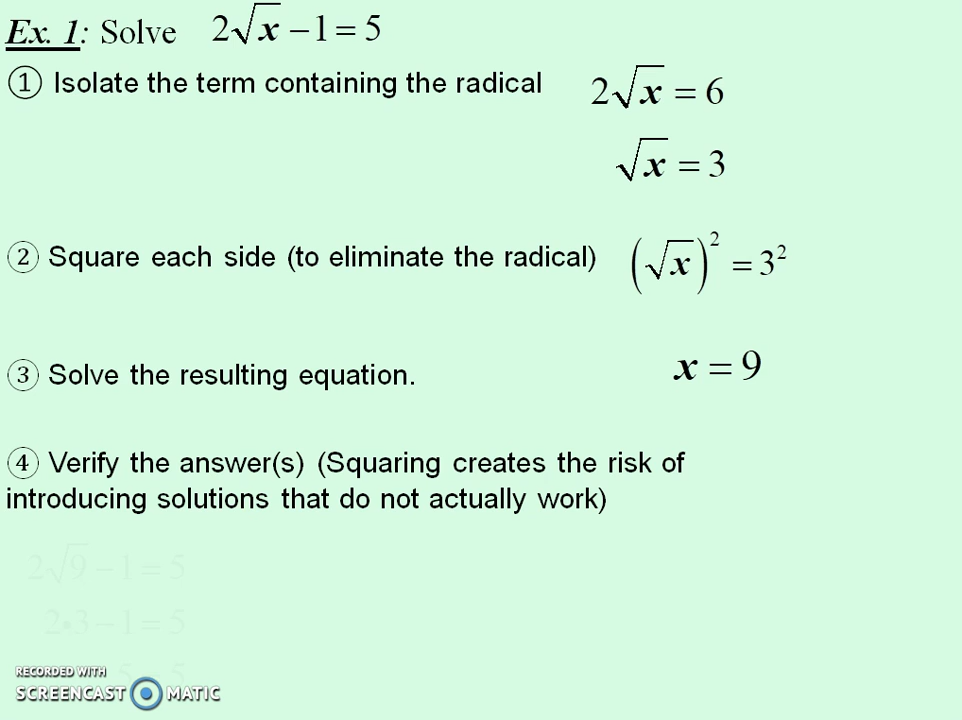 Ex. 1: Solve 2√x − 1 = 5
① Isolate the term containing the radical 2√x = 6
√x = 3
② Square each side (to eliminate the radical) (√x)² = 3²
③ Solve the resulting equation. x = 9
④ Verify the answer(s) (Squaring creates the risk of
introducing solutions that do not actually work)
2√9 − 1 = 5
2•3 − 1 = 5
5 = 5
RECORDED WITH
SCREENCAST MATIC